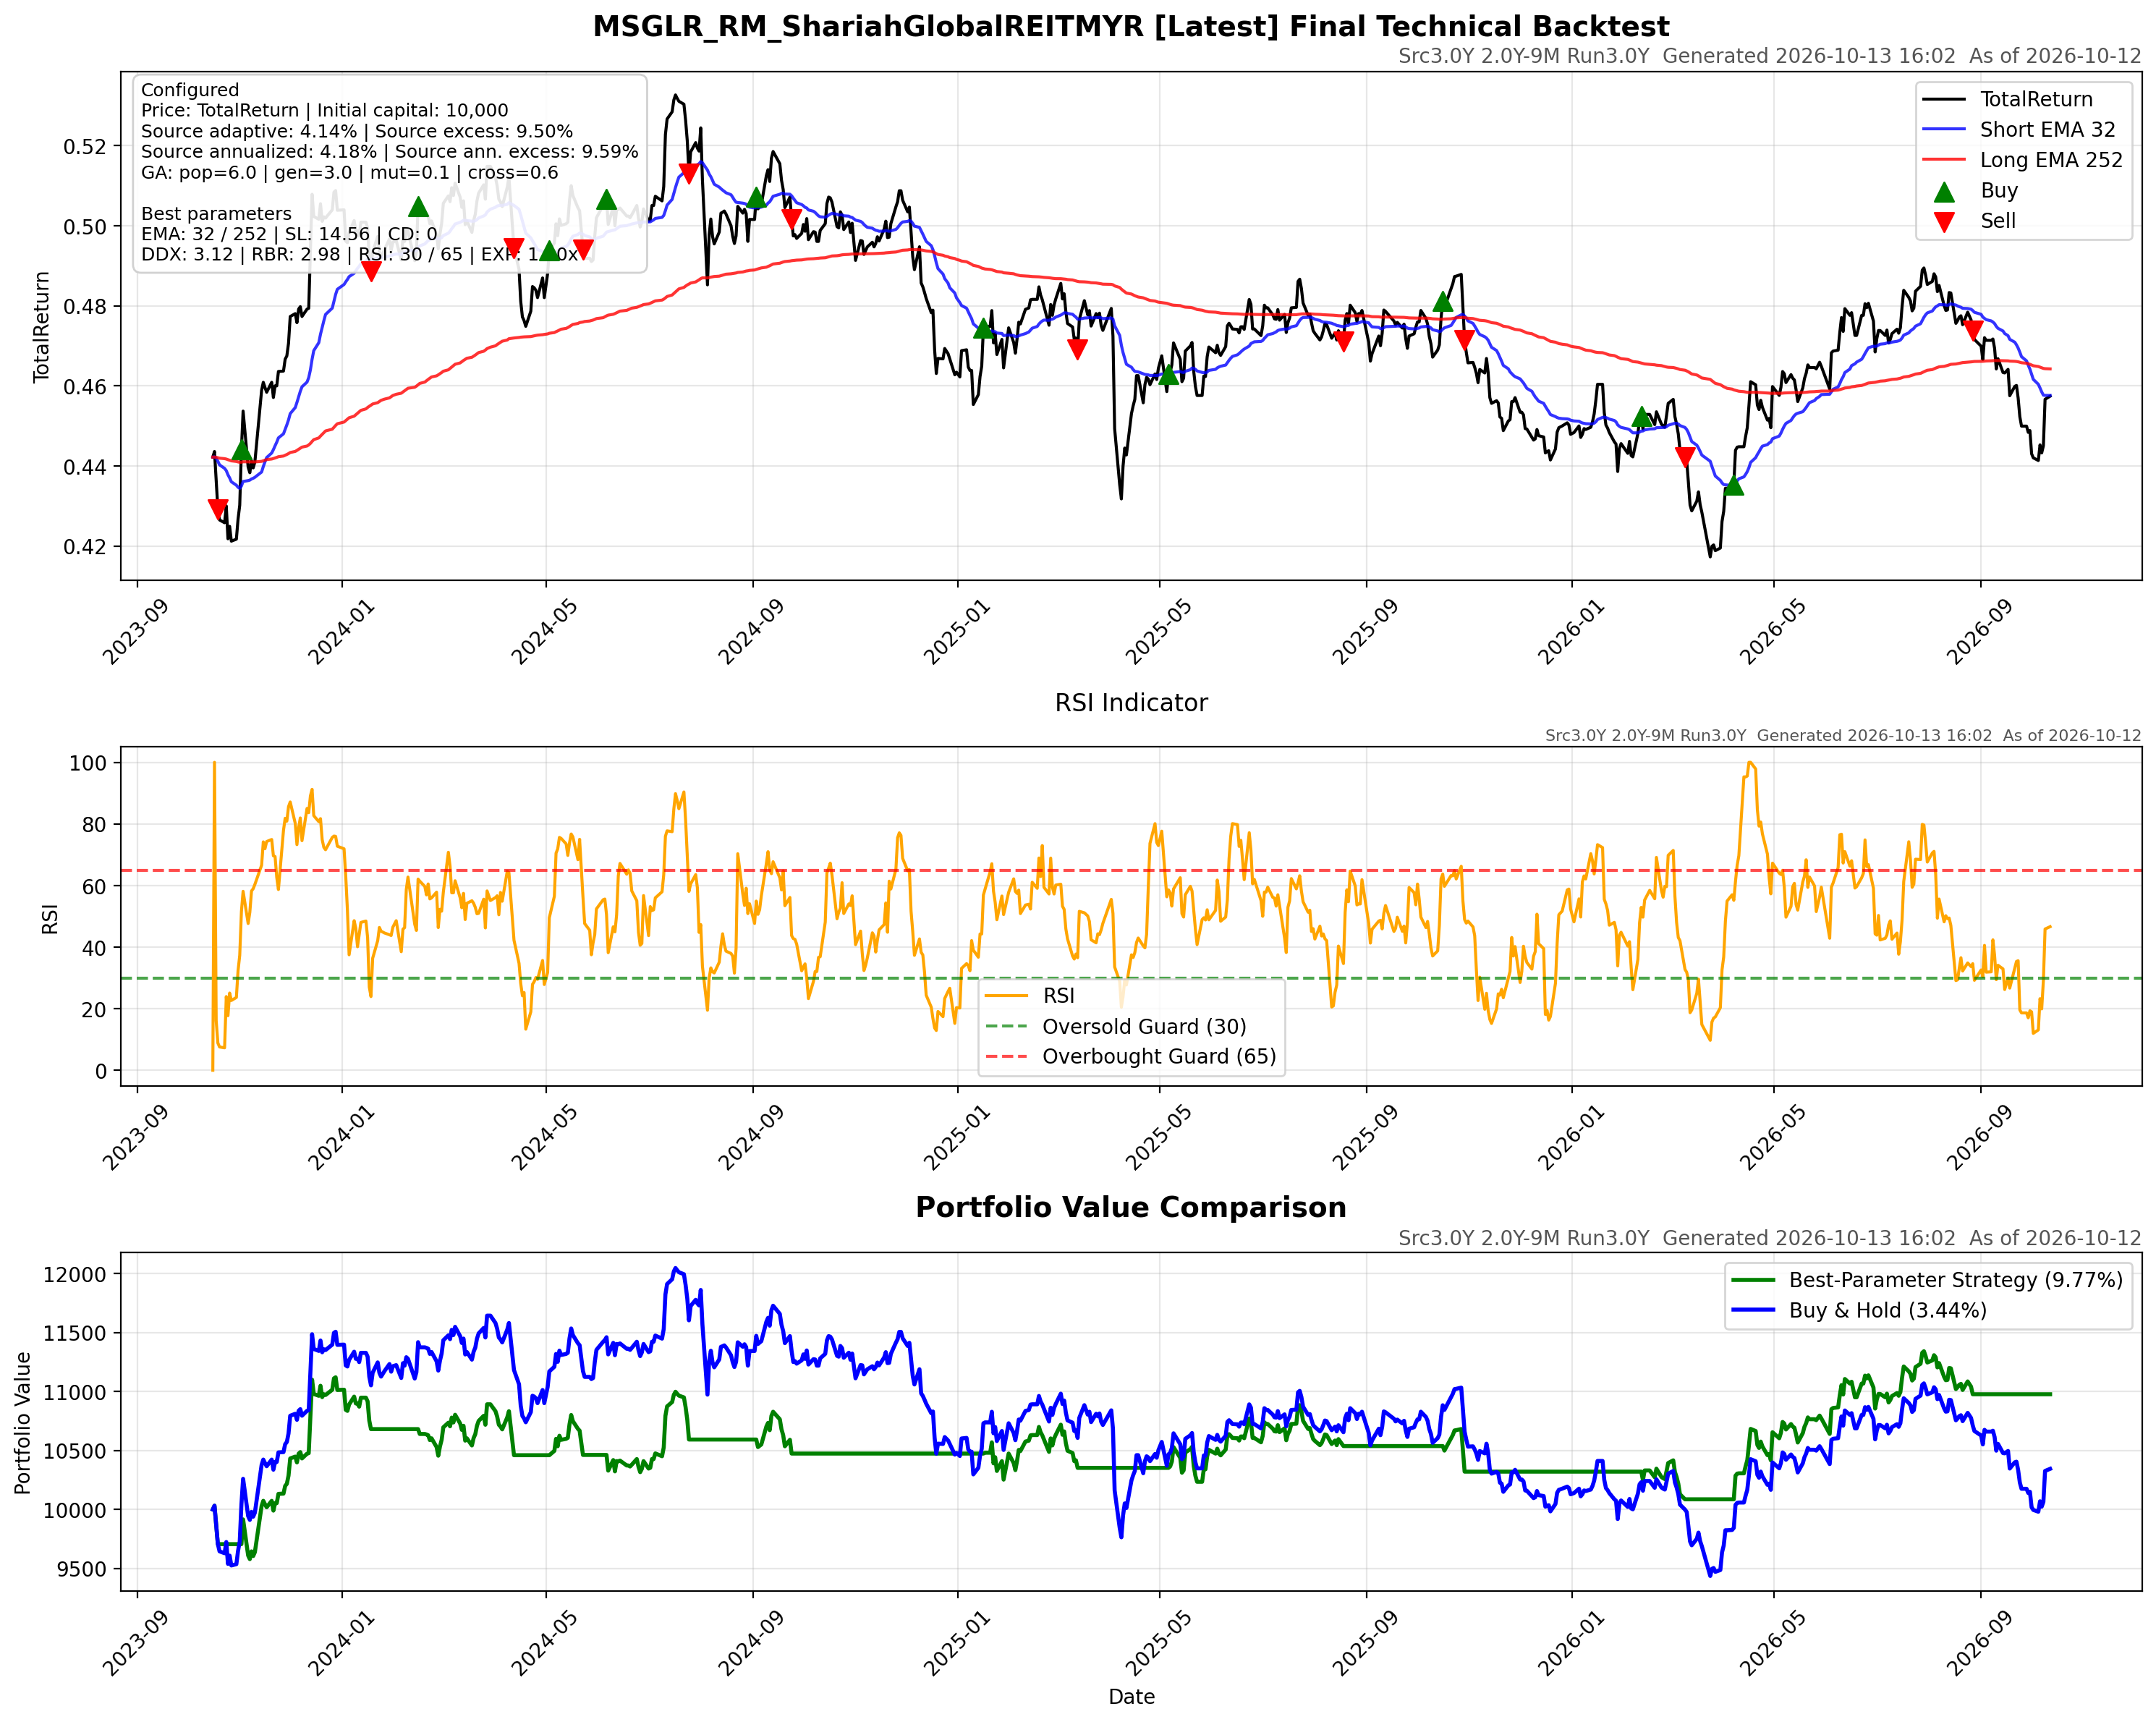 MSGLR_RM_ShariahGlobalREITMYR [Latest] Final Technical Backtest
Src3.0Y 2.0Y-9M Run3.0Y  Generated 2026-10-13 16:02  As of 2026-10-12
Configured
Price: TotalReturn | Initial capital: 10,000
Source adaptive: 4.14% | Source excess: 9.50%
Source annualized: 4.18% | Source ann. excess: 9.59%
GA: pop=6.0 | gen=3.0 | mut=0.1 | cross=0.6
Best parameters
EMA: 32 / 252 | SL: 14.56 | CD: 0
DDX: 3.12 | RBR: 2.98 | RSI: 30 / 65 |
TotalReturn
Short EMA 32
Long EMA 252
Buy
Sell
TotalReturn
0.52
0.50
0.48
0.46
0.44
0.42
2023-09
2024-01
2024-05
2024-09
2025-01
2025-05
2025-09
2026-01
2026-05
2026-09
RSI Indicator
Src3.0Y 2.0Y-9M Run3.0Y  Generated 2026-10-13 16:02  As of 2026-10-12
RSI
100
80
60
40
20
0
RSI
Oversold Guard (30)
Overbought Guard (65)
2023-09
2024-01
2024-05
2024-09
2025-01
2025-05
2025-09
2026-01
2026-05
2026-09
Portfolio Value Comparison
Src3.0Y 2.0Y-9M Run3.0Y  Generated 2026-10-13 16:02  As of 2026-10-12
Portfolio Value
12000
11500
11000
10500
10000
9500
Best-Parameter Strategy (9.77%)
Buy & Hold (3.44%)
2023-09
2024-01
2024-05
2024-09
2025-01
2025-05
2025-09
2026-01
2026-05
2026-09
Date